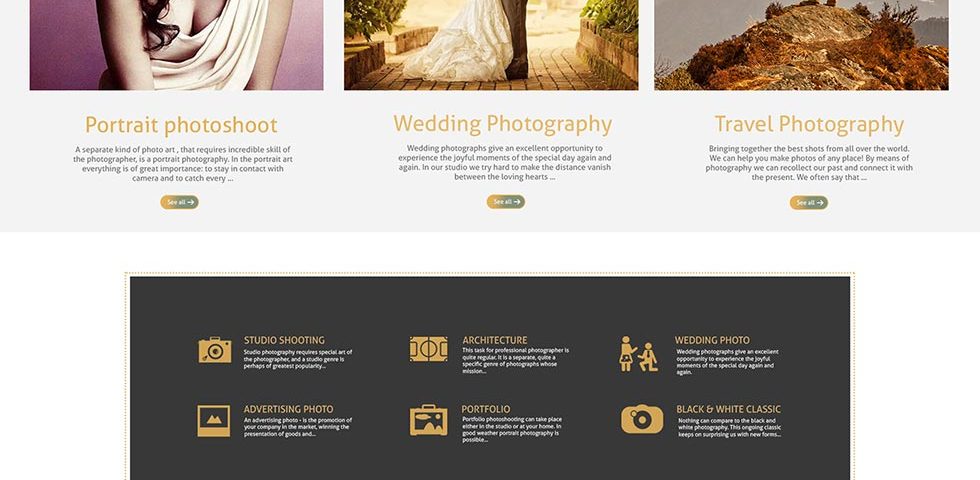 Portrait photoshoot
A separate kind of photo art , that requires incredible skill of
the photographer, is a portrait photography. In the portrait art
everything is of great importance: to stay in contact with
camera and to catch every ...
See all →
Wedding Photography
Wedding photographs give an excellent opportunity to
experience the joyful moments of the special day again and
again. In our studio we try hard to make the distance vanish
between the loving hearts ...
See all →
Travel Photography
Bringing together the best shots from all over the world.
We can help you make photos of any place! By means of
photography we can recollect our past and connect it with
the present. We often say that ...
See all →
STUDIO SHOOTING
Studio photography requires special art of
the photographer, and a studio genre is
perhaps of greatest popularity...
ARCHITECTURE
This task for professional photographer is
quite regular. It is a separate, quite a
specific genre of photographs whose
mission...
WEDDING PHOTO
Wedding photographs give an excellent
opportunity to experience the joyful
moments of the special day again and
again.
ADVERTISING PHOTO
An advertising photo - is the promotion of
your company in the market, winning the
presentation of goods and...
PORTFOLIO
Portfolio photoshooting can take place
either in the studio or at your home. In
good weather portrait photography is
possible...
BLACK & WHITE CLASSIC
Nothing can compare to the black and
white photography. This ongoing classic
keeps on surprising us with new forms...